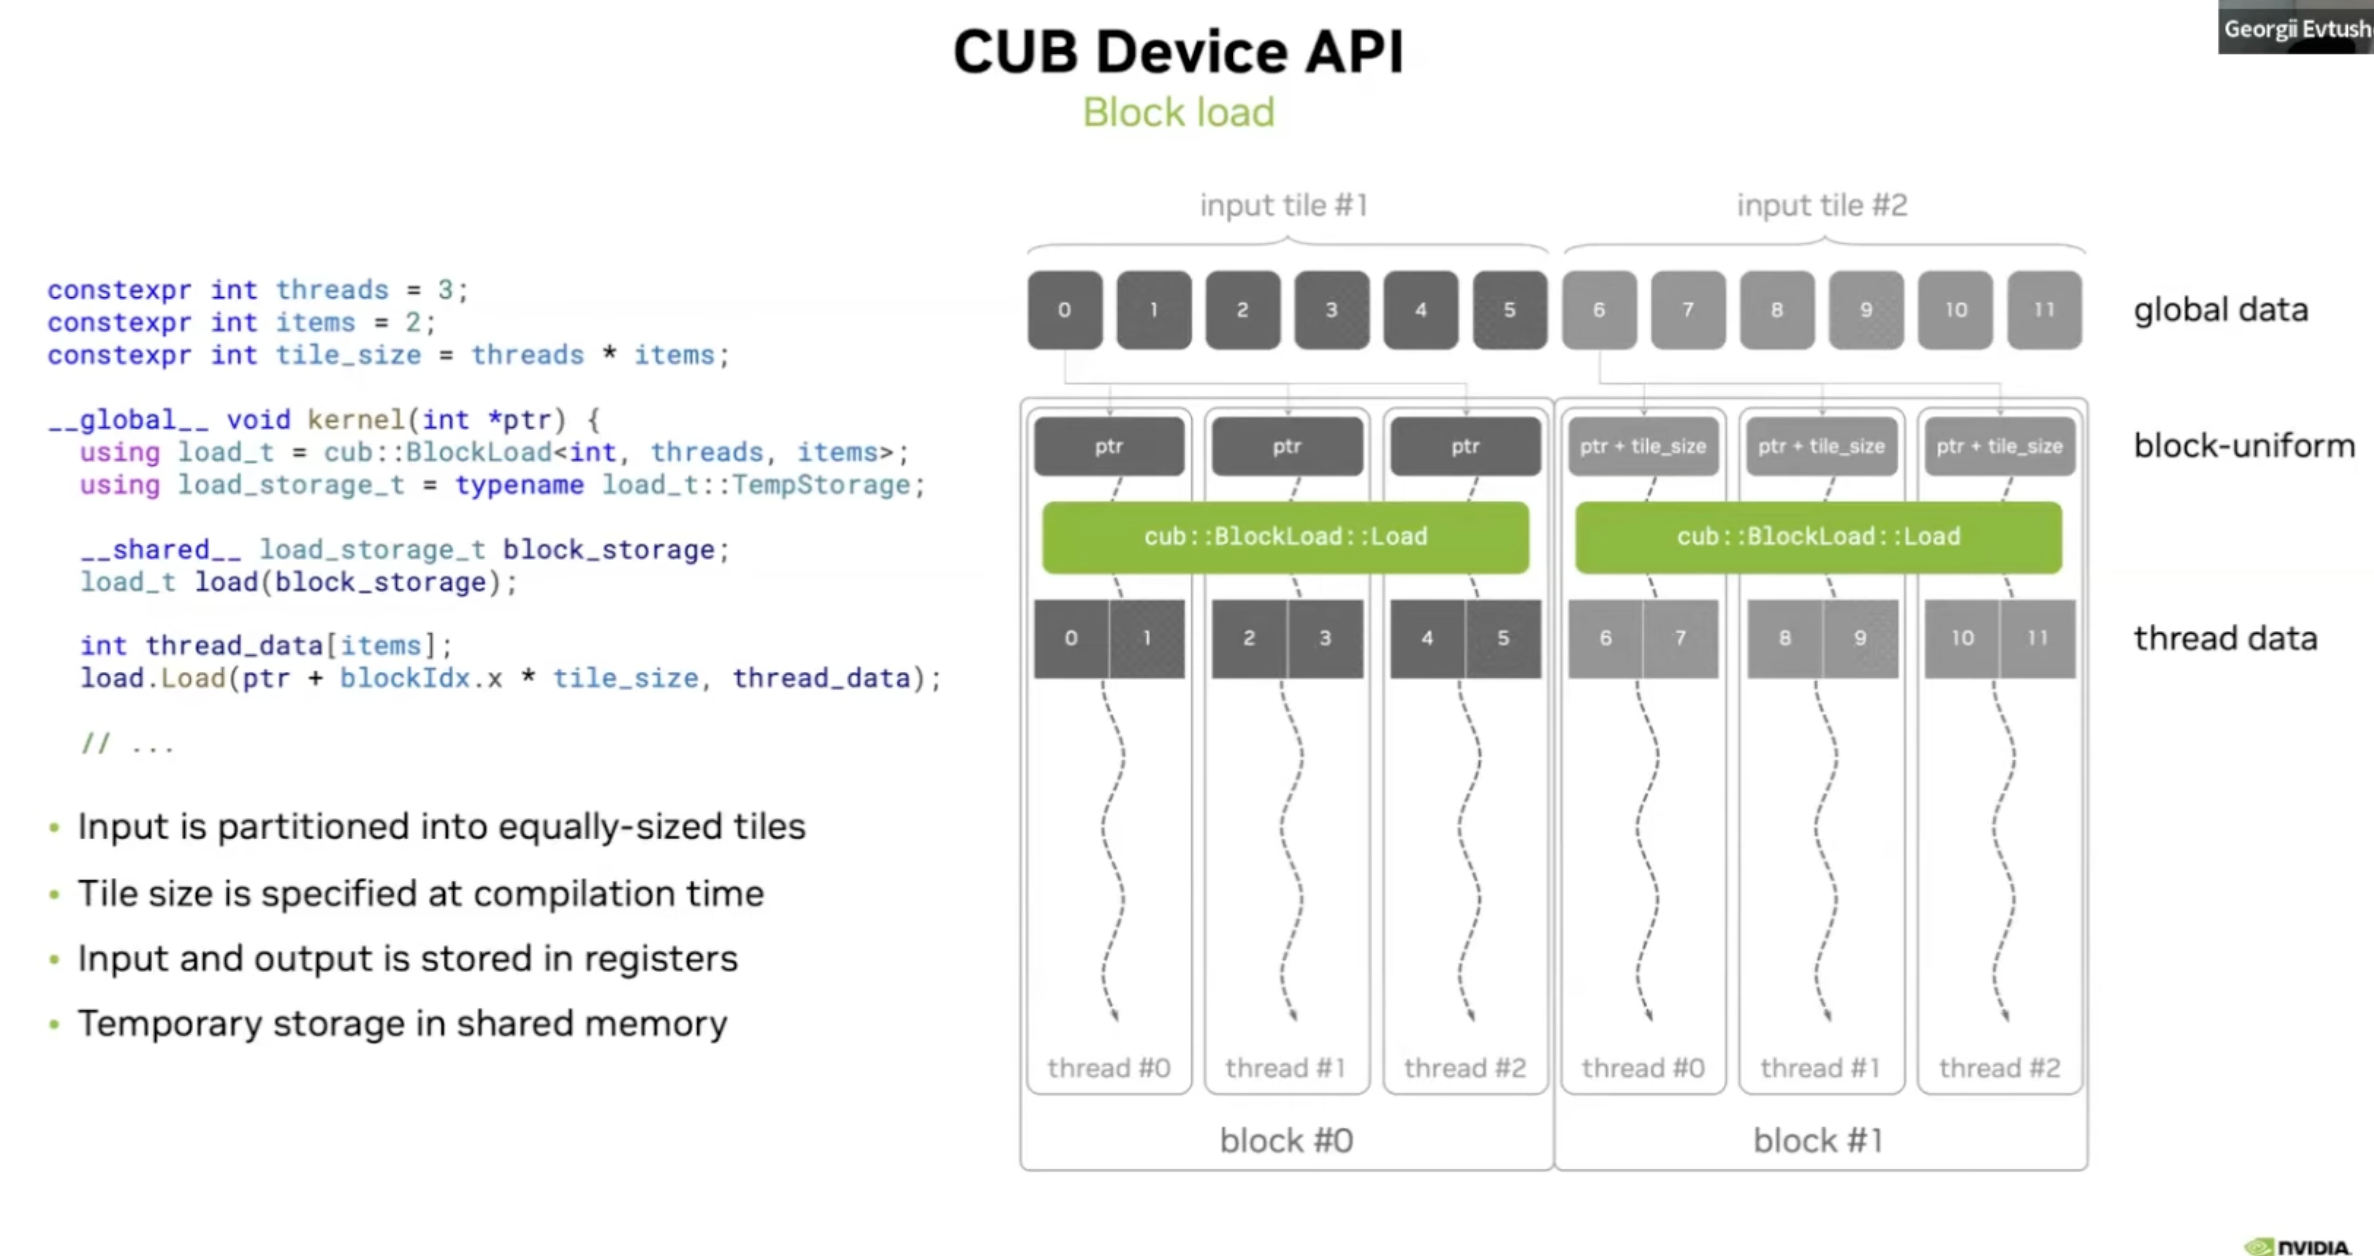 CUB Device API
Block load
Georgii Evtush
input tile #1 input tile #2
constexpr int threads = 3;
constexpr int items = 2;
constexpr int tile_size = threads * items;
__global__ void kernel(int *ptr) {
using load_t = cub::BlockLoad<int, threads, items>;
using load_storage_t = typename load_t::TempStorage;
__shared__ load_storage_t block_storage;
load_t load(block_storage);
int thread_data[items];
load.Load(ptr + blockIdx.x * tile_size, thread_data);
// ...
• Input is partitioned into equally-sized tiles
• Tile size is specified at compilation time
• Input and output is stored in registers
• Temporary storage in shared memory
0 1 2 3 4 5 6 7 8 9 10 11 global data
ptr ptr ptr ptr + tile_size ptr + tile_size ptr + tile_size block-uniform
cub::BlockLoad::Load cub::BlockLoad::Load
0 1 2 3 4 5 6 7 8 9 10 11 thread data
thread #0 thread #1 thread #2 thread #0 thread #1 thread #2
block #0 block #1
NVIDIA